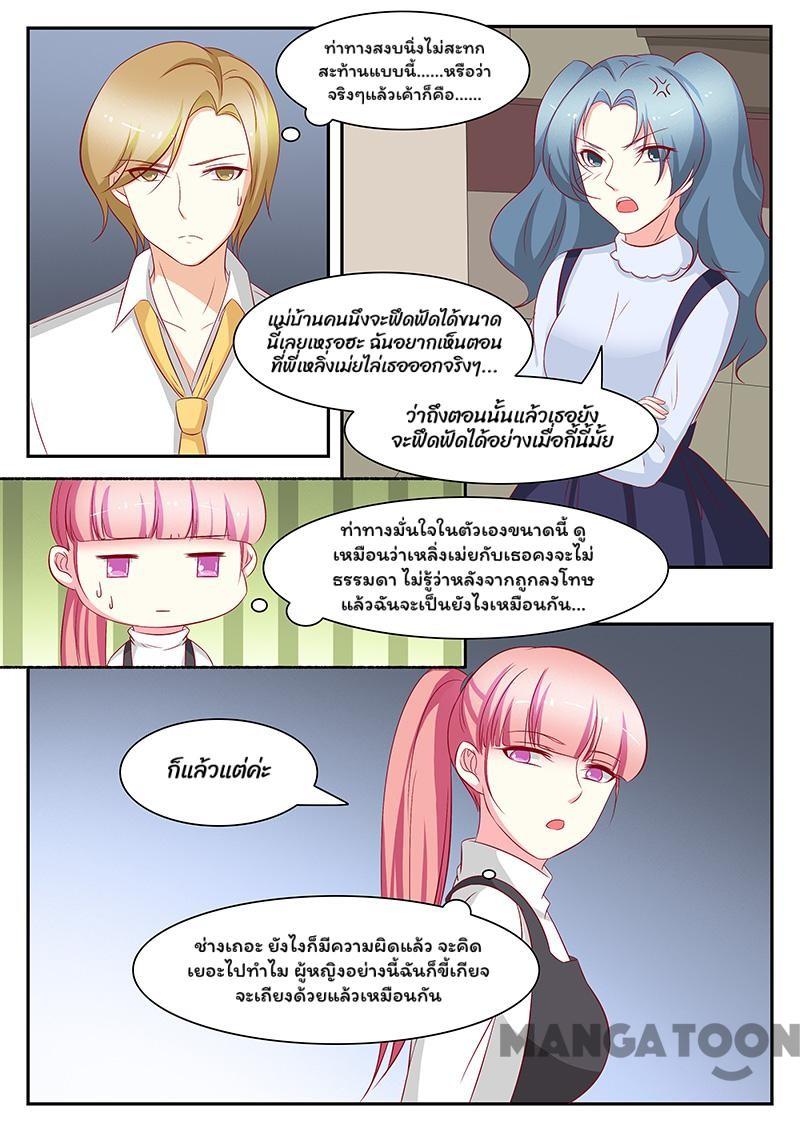 ท่าทางสงบนิ่งไม่สะทก
สะท้านแบบนี้......หรือว่า
จริงๆแล้วเค้าก็คือ......
แม่บ้านคนนึงจะฟึดฟัดได้ขนาด
นี้เลยเหรอฮะ ฉันอยากเห็นตอน
ที่พี่เหลิ่งเม่ยไล่เธอออกจริงๆ...
ว่าถึงตอนนั้นแล้วเธอยัง
จะฟึดฟัดได้อย่างเมื่อกี้นี้มั้ย
ท่าทางมั่นใจในตัวเองขนาดนี้ ดู
เหมือนว่าเหลิ่งเม่ยกับเธอคงจะไม่
ธรรมดา ไม่รู้ว่าหลังจากถูกลงโทษ
แล้วฉันจะเป็นยังไงเหมือนกัน...
ก็แล้วแต่ค่ะ
ช่างเถอะ ยังไงก็มีความผิดแล้ว จะคิด
เยอะไปทำไม ผู้หญิงอย่างนี้ฉันก็ขี้เกียจ
จะเถียงด้วยแล้วเหมือนกัน
MANGATOON